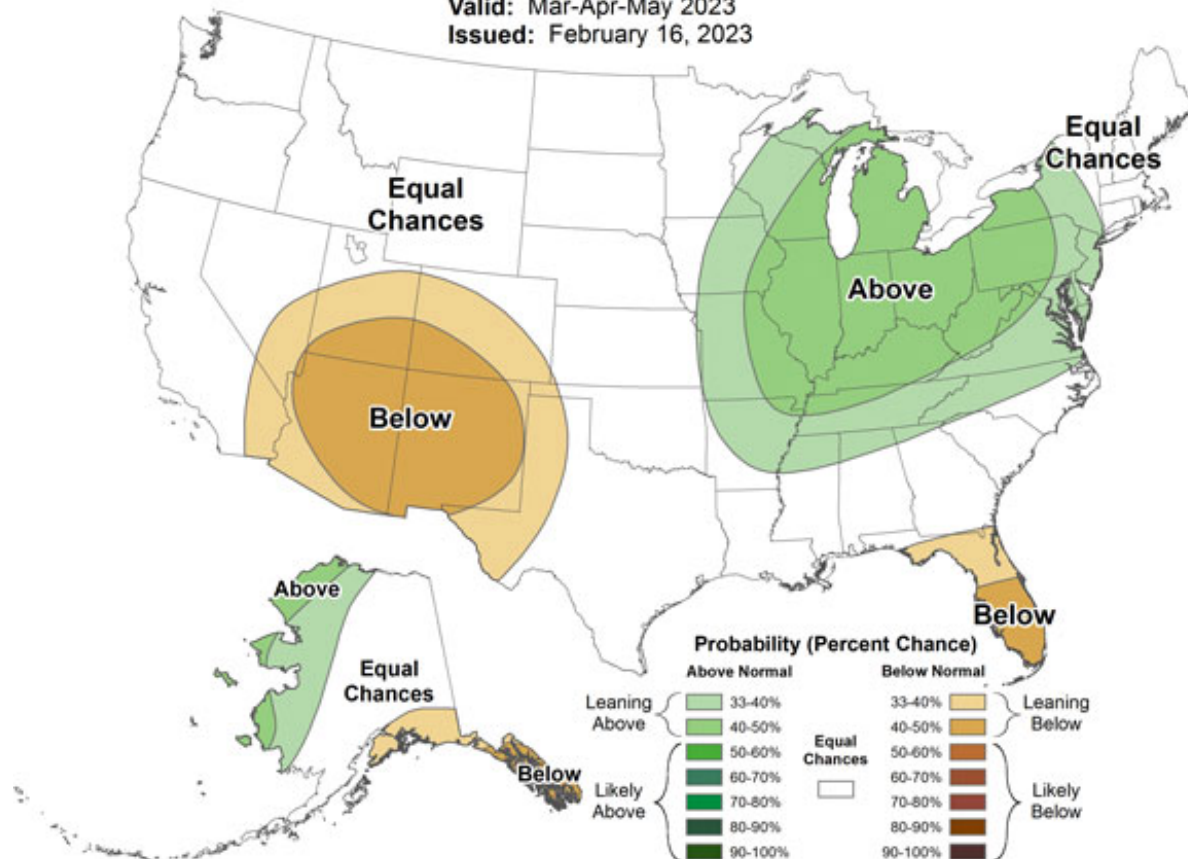 Valid: Mar-Apr-May 2023
Issued: February 16, 2023
Equal
Chances
Equal
Chances
Above
Below
Above
Equal
Chances
Below
Below
Probability (Percent Chance)
Above Normal
Below Normal
Leaning
Above
33-40%
40-50%
Likely
Above
50-60%
60-70%
70-80%
80-90%
90-100%
Equal
Chances
33-40%
40-50%
Leaning
Below
50-60%
60-70%
70-80%
80-90%
90-100%
Likely
Below